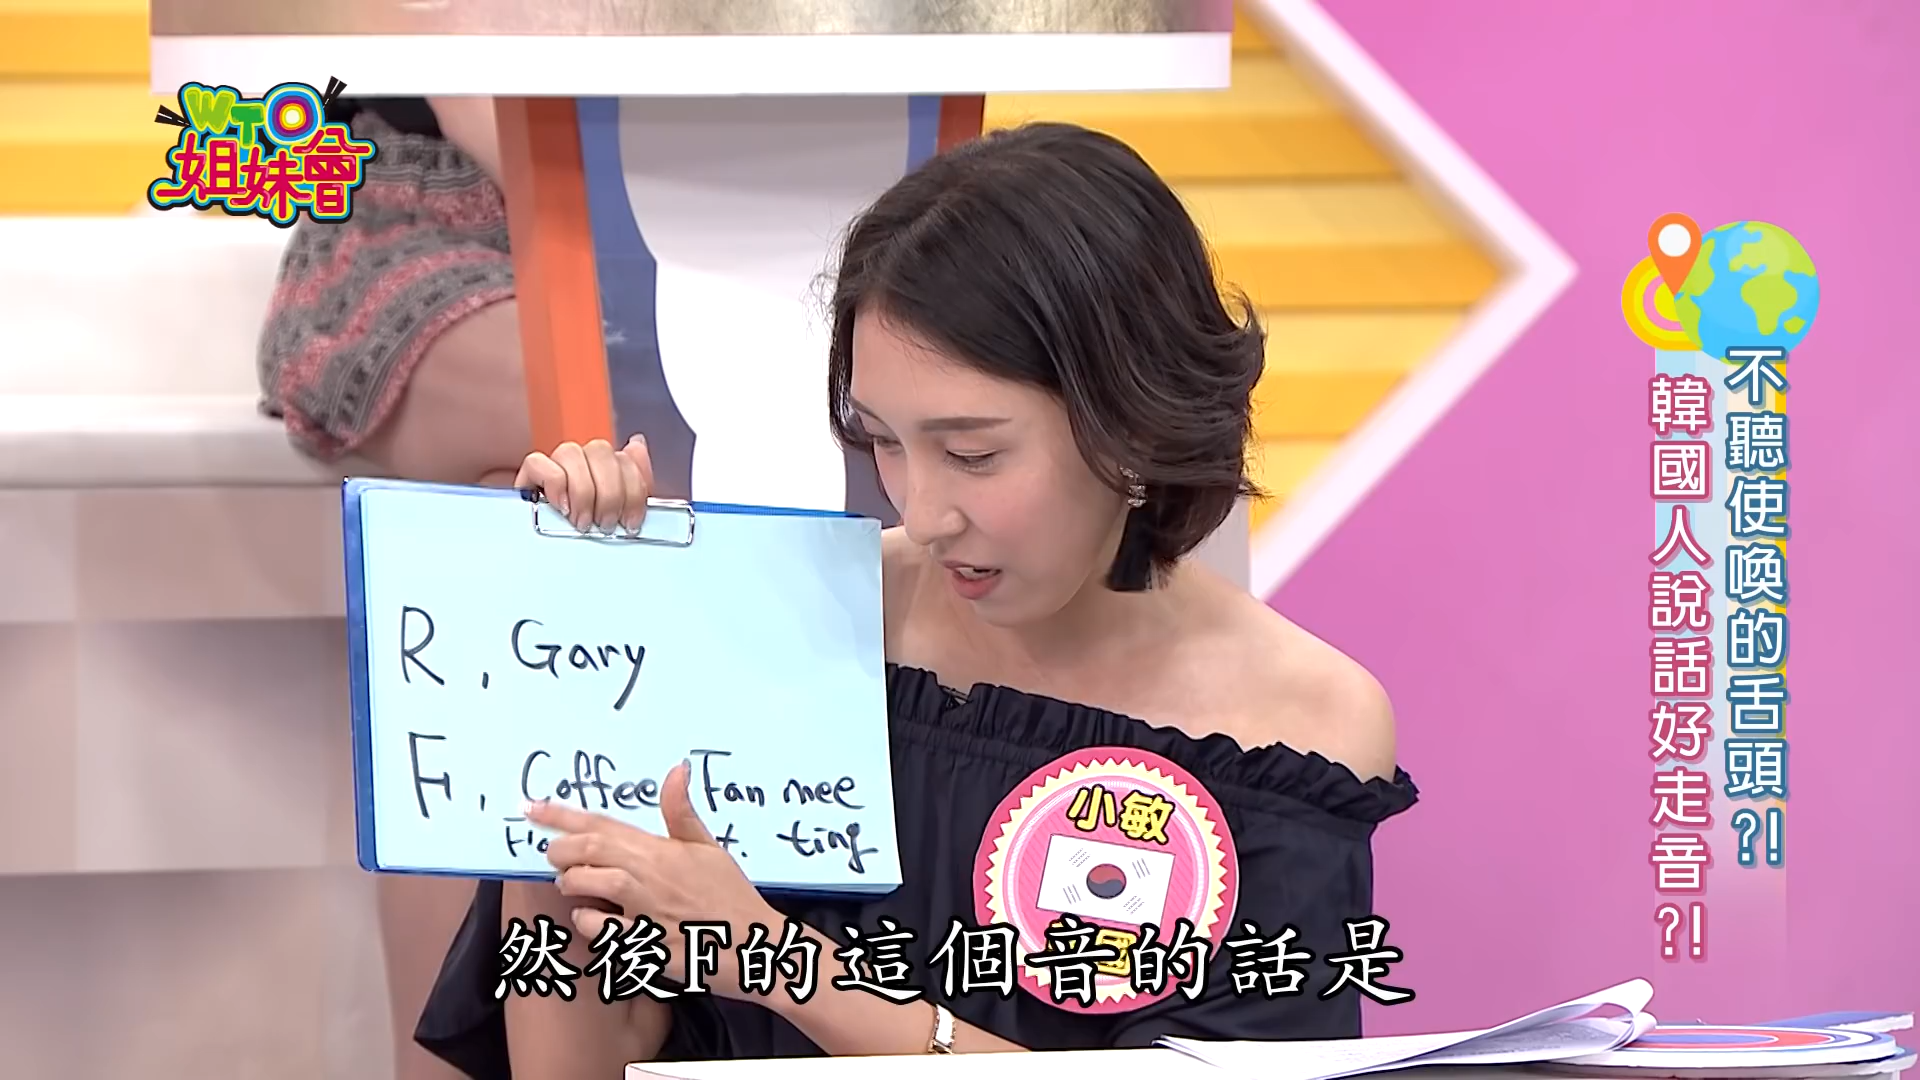 WTO
姐妹會
不聽使喚的舌頭?!
韓國人說話好走音?!
R, Gary
F, Coffee Fan mee
ting
小敏
國
然後F的這個音的話是